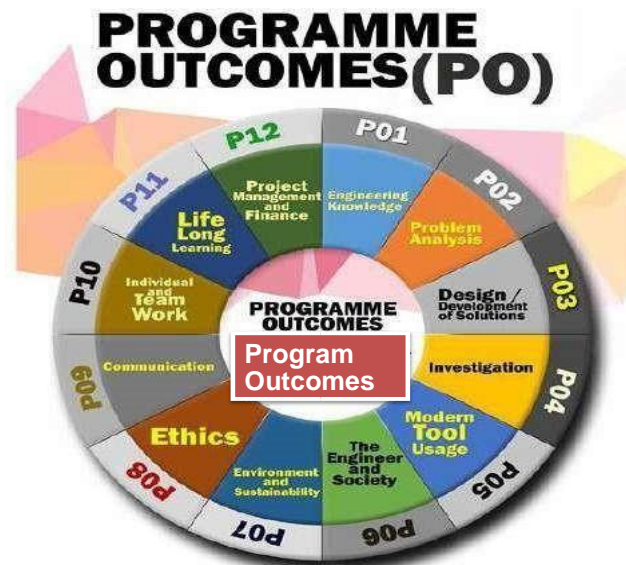 PROGRAMME
OUTCOMES(PO)
P01
Engineering
Knowledge
P02
Problem
Analysis
P03
Design /
Development
of Solutions
P04
Investigation
P05
Modern
Tool
Usage
P06
The
Engineer
and
Society
P07
Environment
and
Sustainability
P08
Ethics
P09
Communication
P10
Individual
and
Team
Work
P11
Life
Long
Learning
P12
Project
Management
and
Finance
PROGRAMME
OUTCOMES
Program
Outcomes